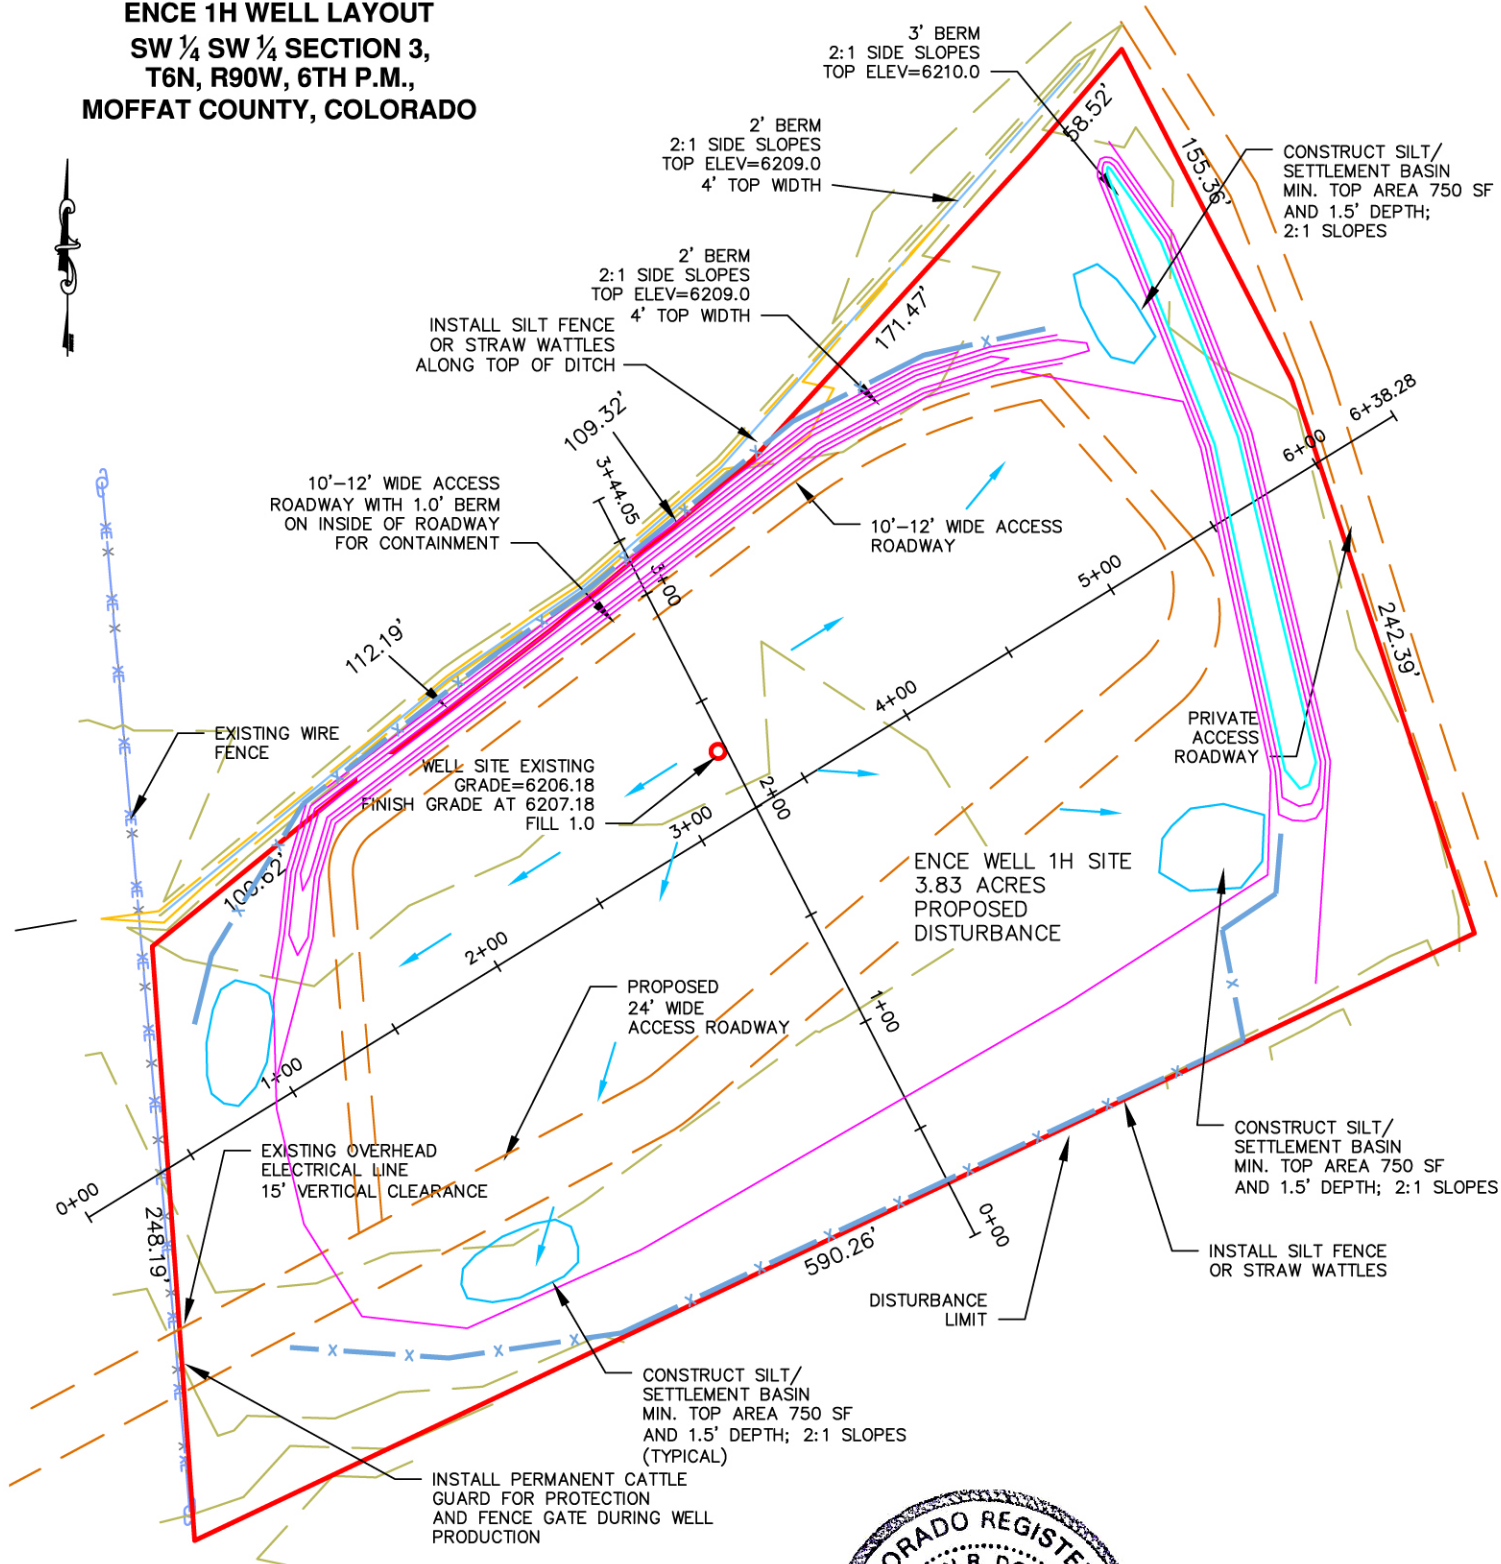 ENCE 1H WELL LAYOUT
SW ¼ SW ¼ SECTION 3,
T6N, R90W, 6TH P.M.,
MOFFAT COUNTY, COLORADO
3' BERM
2:1 SIDE SLOPES
TOP ELEV=6210.0
2' BERM
2:1 SIDE SLOPES
TOP ELEV=6209.0
4' TOP WIDTH
58.52'
155.36'
CONSTRUCT SILT/
SETTLEMENT BASIN
MIN. TOP AREA 750 SF
AND 1.5' DEPTH;
2:1 SLOPES
2' BERM
2:1 SIDE SLOPES
TOP ELEV=6209.0
4' TOP WIDTH
171.47'
INSTALL SILT FENCE
OR STRAW WATTLES
ALONG TOP OF DITCH
109.32'
3+44.05
6+38.28
6+00
10'-12' WIDE ACCESS
ROADWAY WITH 1.0' BERM
ON INSIDE OF ROADWAY
FOR CONTAINMENT
10'-12' WIDE ACCESS
ROADWAY
3+00
5+00
112.19'
242.39'
4+00
EXISTING WIRE
FENCE
PRIVATE
ACCESS
ROADWAY
WELL SITE EXISTING
GRADE=6206.18
FINISH GRADE AT 6207.18
FILL 1.0
2+00
3+00
100.62'
ENCE WELL 1H SITE
3.83 ACRES
PROPOSED
DISTURBANCE
2+00
PROPOSED
24' WIDE
ACCESS ROADWAY
1+00
1+00
EXISTING OVERHEAD
ELECTRICAL LINE
15' VERTICAL CLEARANCE
0+00
248.19'
CONSTRUCT SILT/
SETTLEMENT BASIN
MIN. TOP AREA 750 SF
AND 1.5' DEPTH; 2:1 SLOPES
0+00
590.26'
INSTALL SILT FENCE
OR STRAW WATTLES
DISTURBANCE
LIMIT
CONSTRUCT SILT/
SETTLEMENT BASIN
MIN. TOP AREA 750 SF
AND 1.5' DEPTH; 2:1 SLOPES
(TYPICAL)
INSTALL PERMANENT CATTLE
GUARD FOR PROTECTION
AND FENCE GATE DURING WELL
PRODUCTION